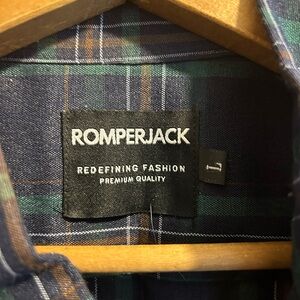 ROMPERJACK
REDEFINING FASHION
PREMIUM QUALITY
L